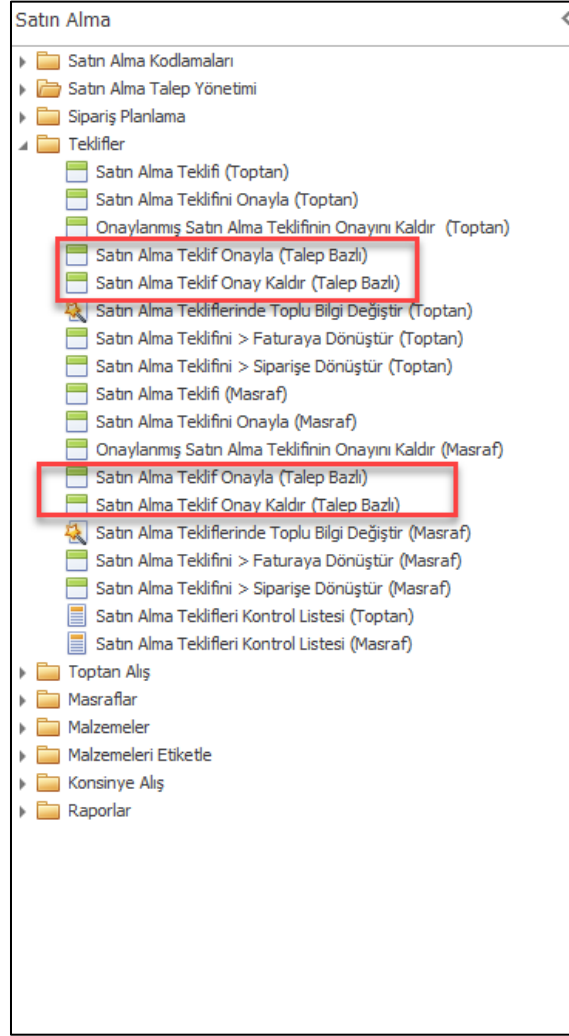 Satın Alma
Satın Alma Kodlamaları
Satın Alma Talep Yönetimi
Sipariş Planlama
Teklifler
Satın Alma Teklifi (Toptan)
Satın Alma Teklifini Onayla (Toptan)
Onaylanmış Satın Alma Teklifinin Onayını Kaldır (Toptan)
Satın Alma Teklif Onayla (Talep Bazlı)
Satın Alma Teklif Onay Kaldır (Talep Bazlı)
Satın Alma Tekliflerinde Toplu Bilgi Değiştir (Toptan)
Satın Alma Teklifini > Faturaya Dönüştür (Toptan)
Satın Alma Teklifini > Siparişe Dönüştür (Toptan)
Satın Alma Teklifi (Masraf)
Satın Alma Teklifini Onayla (Masraf)
Onaylanmış Satın Alma Teklifinin Onayını Kaldır (Masraf)
Satın Alma Teklif Onayla (Talep Bazlı)
Satın Alma Teklif Onay Kaldır (Talep Bazlı)
Satın Alma Tekliflerinde Toplu Bilgi Değiştir (Masraf)
Satın Alma Teklifini > Faturaya Dönüştür (Masraf)
Satın Alma Teklifini > Siparişe Dönüştür (Masraf)
Satın Alma Teklifleri Kontrol Listesi (Toptan)
Satın Alma Teklifleri Kontrol Listesi (Masraf)
Toptan Alış
Masraflar
Malzemeler
Malzemeleri Etiketle
Konsinye Alış
Raporlar